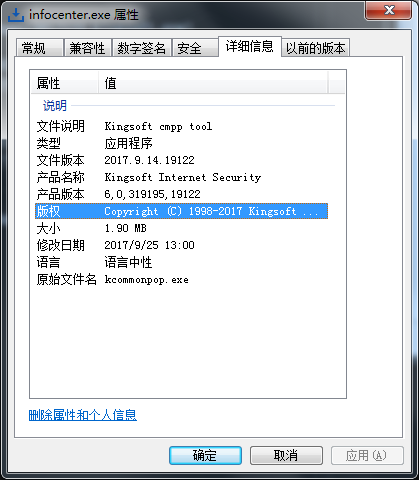 infocenter.exe 属性
常规 兼容性 数字签名 安全 详细信息 以前的版本
属性 值
说明
文件说明 Kingsoft cmpp tool
类型 应用程序
文件版本 2017.9.14.19122
产品名称 Kingsoft Internet Security
产品版本 6,0,319195,19122
版权 Copyright (C) 1998-2017 Kingsoft ...
大小 1.90 MB
修改日期 2017/9/25 13:00
语言 语言中性
原始文件名 kcommonpop.exe
删除属性和个人信息
确定 取消 应用(A)